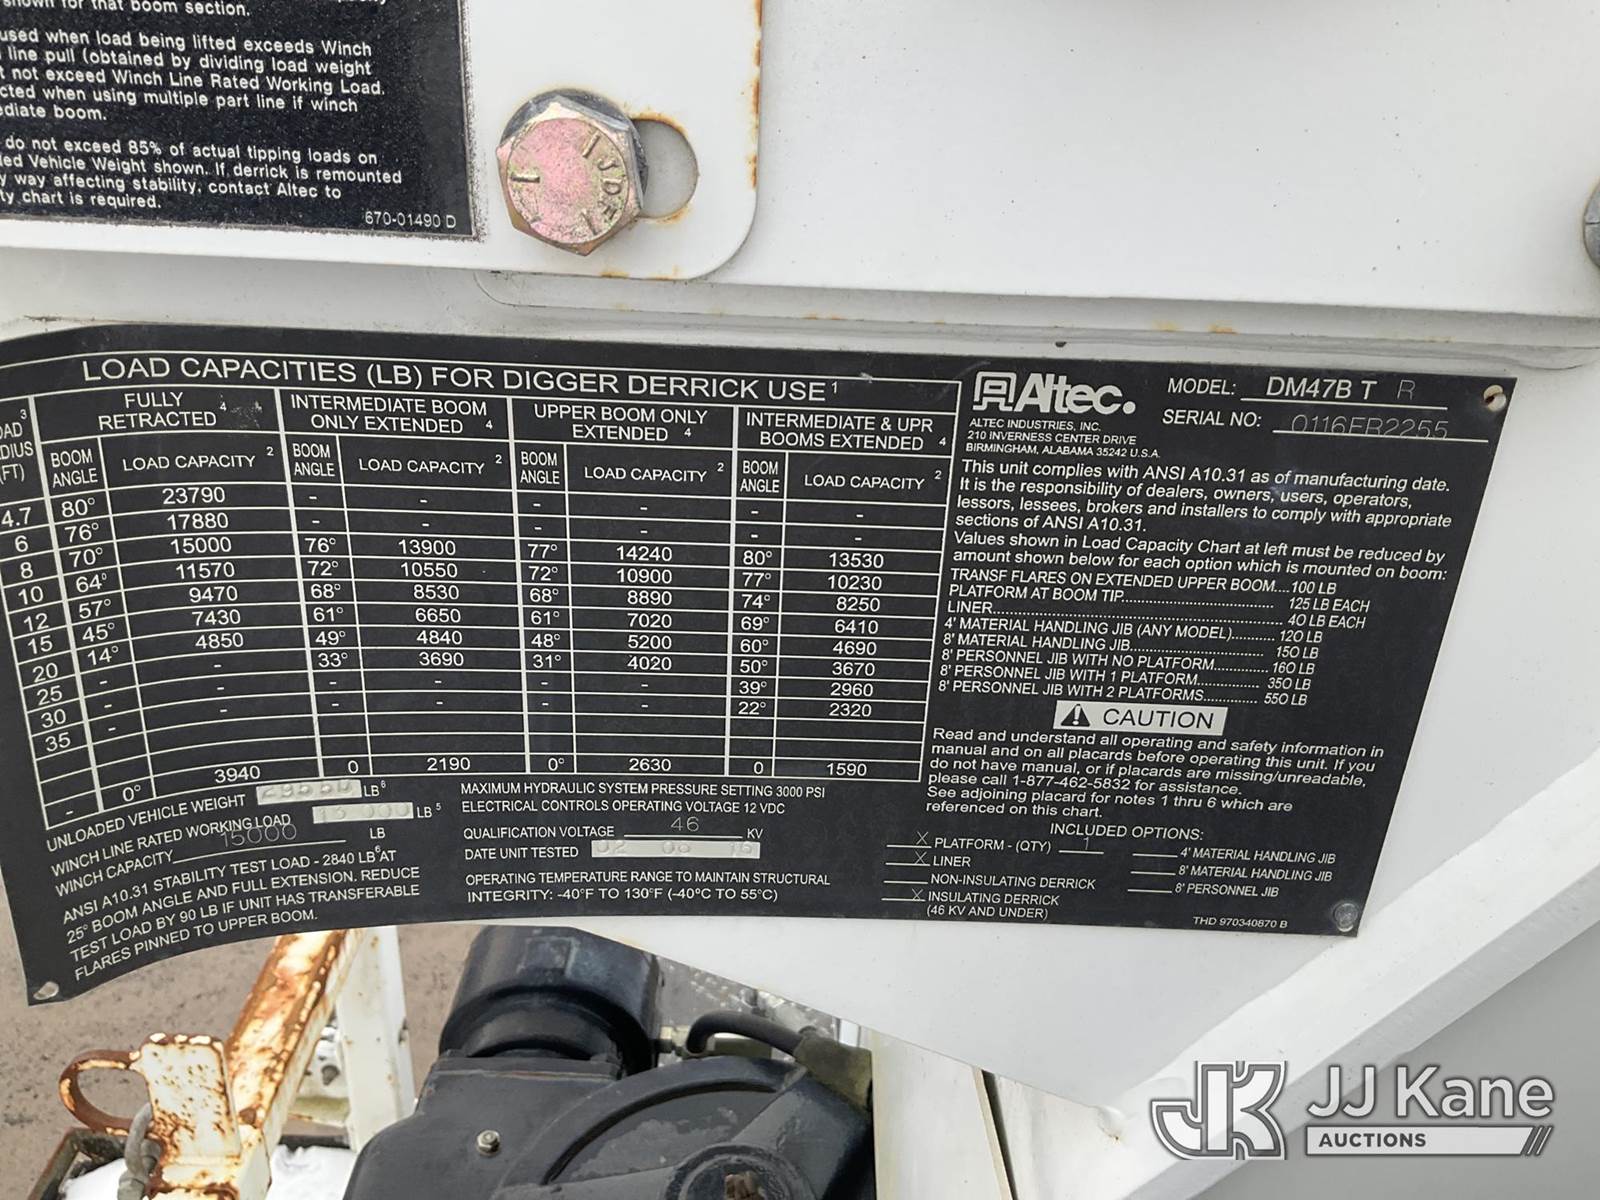 shown for that boom section.
used when load being lifted exceeds Winch
line pull (obtained by dividing load weight
not exceed Winch Line Rated Working Load.
cted when using multiple part line if winch
ediate boom.
do not exceed 85% of actual tipping loads on
ded Vehicle Weight shown. If derrick is remounted
y way affecting stability, contact Altec to
ty chart is required.
670-01490 D
JDH
LOAD CAPACITIES (LB) FOR DIGGER DERRICK USE 1
LOAD 3 RADIUS (FT)
FULLY RETRACTED 4
INTERMEDIATE BOOM ONLY EXTENDED 4
UPPER BOOM ONLY EXTENDED 4
INTERMEDIATE & UPR BOOMS EXTENDED 4
BOOM ANGLE LOAD CAPACITY 2 BOOM ANGLE LOAD CAPACITY 2 BOOM ANGLE LOAD CAPACITY 2 BOOM ANGLE LOAD CAPACITY 2
4.7 80° 23790 - - - - - -
6 76° 17880 - - - - - -
8 70° 15000 76° 13900 77° 14240 80° 13530
10 64° 11570 72° 10550 72° 10900 77° 10230
12 57° 9470 68° 8530 68° 8890 74° 8250
15 45° 7430 61° 6650 61° 7020 69° 6410
20 14° 4850 49° 4840 48° 5200 60° 4690
25 - - 33° 3690 31° 4020 50° 3670
30 - - - - - - 39° 2960
35 - - - - - - 22° 2320
- 0° 3940 0 2190 0° 2630 0 1590
UNLOADED VEHICLE WEIGHT 29550 LB 6
WINCH LINE RATED WORKING LOAD 13 000 LB 5
WINCH CAPACITY 15000 LB
ANSI A10.31 STABILITY TEST LOAD - 2840 LB 6 AT
25° BOOM ANGLE AND FULL EXTENSION. REDUCE
TEST LOAD BY 90 LB IF UNIT HAS TRANSFERABLE
FLARES PINNED TO UPPER BOOM.
MAXIMUM HYDRAULIC SYSTEM PRESSURE SETTING 3000 PSI
ELECTRICAL CONTROLS OPERATING VOLTAGE 12 VDC
QUALIFICATION VOLTAGE 46 KV
DATE UNIT TESTED 02 08 16
OPERATING TEMPERATURE RANGE TO MAINTAIN STRUCTURAL
INTEGRITY: -40°F TO 130°F (-40°C TO 55°C)
Altec.
ALTEC INDUSTRIES, INC.
210 INVERNESS CENTER DRIVE
BIRMINGHAM, ALABAMA 35242 U.S.A.
MODEL: DM47B T R
SERIAL NO: 0116FR2255
This unit complies with ANSI A10.31 as of manufacturing date.
It is the responsibility of dealers, owners, users, operators,
lessors, lessees, brokers and installers to comply with appropriate
sections of ANSI A10.31.
Values shown in Load Capacity Chart at left must be reduced by
amount shown below for each option which is mounted on boom:
TRANSF FLARES ON EXTENDED UPPER BOOM....100 LB
PLATFORM AT BOOM TIP..........125 LB EACH
LINER..........40 LB EACH
4' MATERIAL HANDLING JIB (ANY MODEL)..........120 LB
8' MATERIAL HANDLING JIB..........150 LB
8' PERSONNEL JIB WITH NO PLATFORM..........160 LB
8' PERSONNEL JIB WITH 1 PLATFORM..........350 LB
8' PERSONNEL JIB WITH 2 PLATFORMS..........550 LB
CAUTION
Read and understand all operating and safety information in
manual and on all placards before operating this unit. If you
do not have manual, or if placards are missing/unreadable,
please call 1-877-462-5832 for assistance.
See adjoining placard for notes 1 thru 6 which are
referenced on this chart.
INCLUDED OPTIONS:
X PLATFORM - (QTY) 1
X LINER
NON-INSULATING DERRICK
X INSULATING DERRICK
(46 KV AND UNDER)
4' MATERIAL HANDLING JIB
8' MATERIAL HANDLING JIB
8' PERSONNEL JIB
THD 970340870 B
JK JJ Kane
AUCTIONS